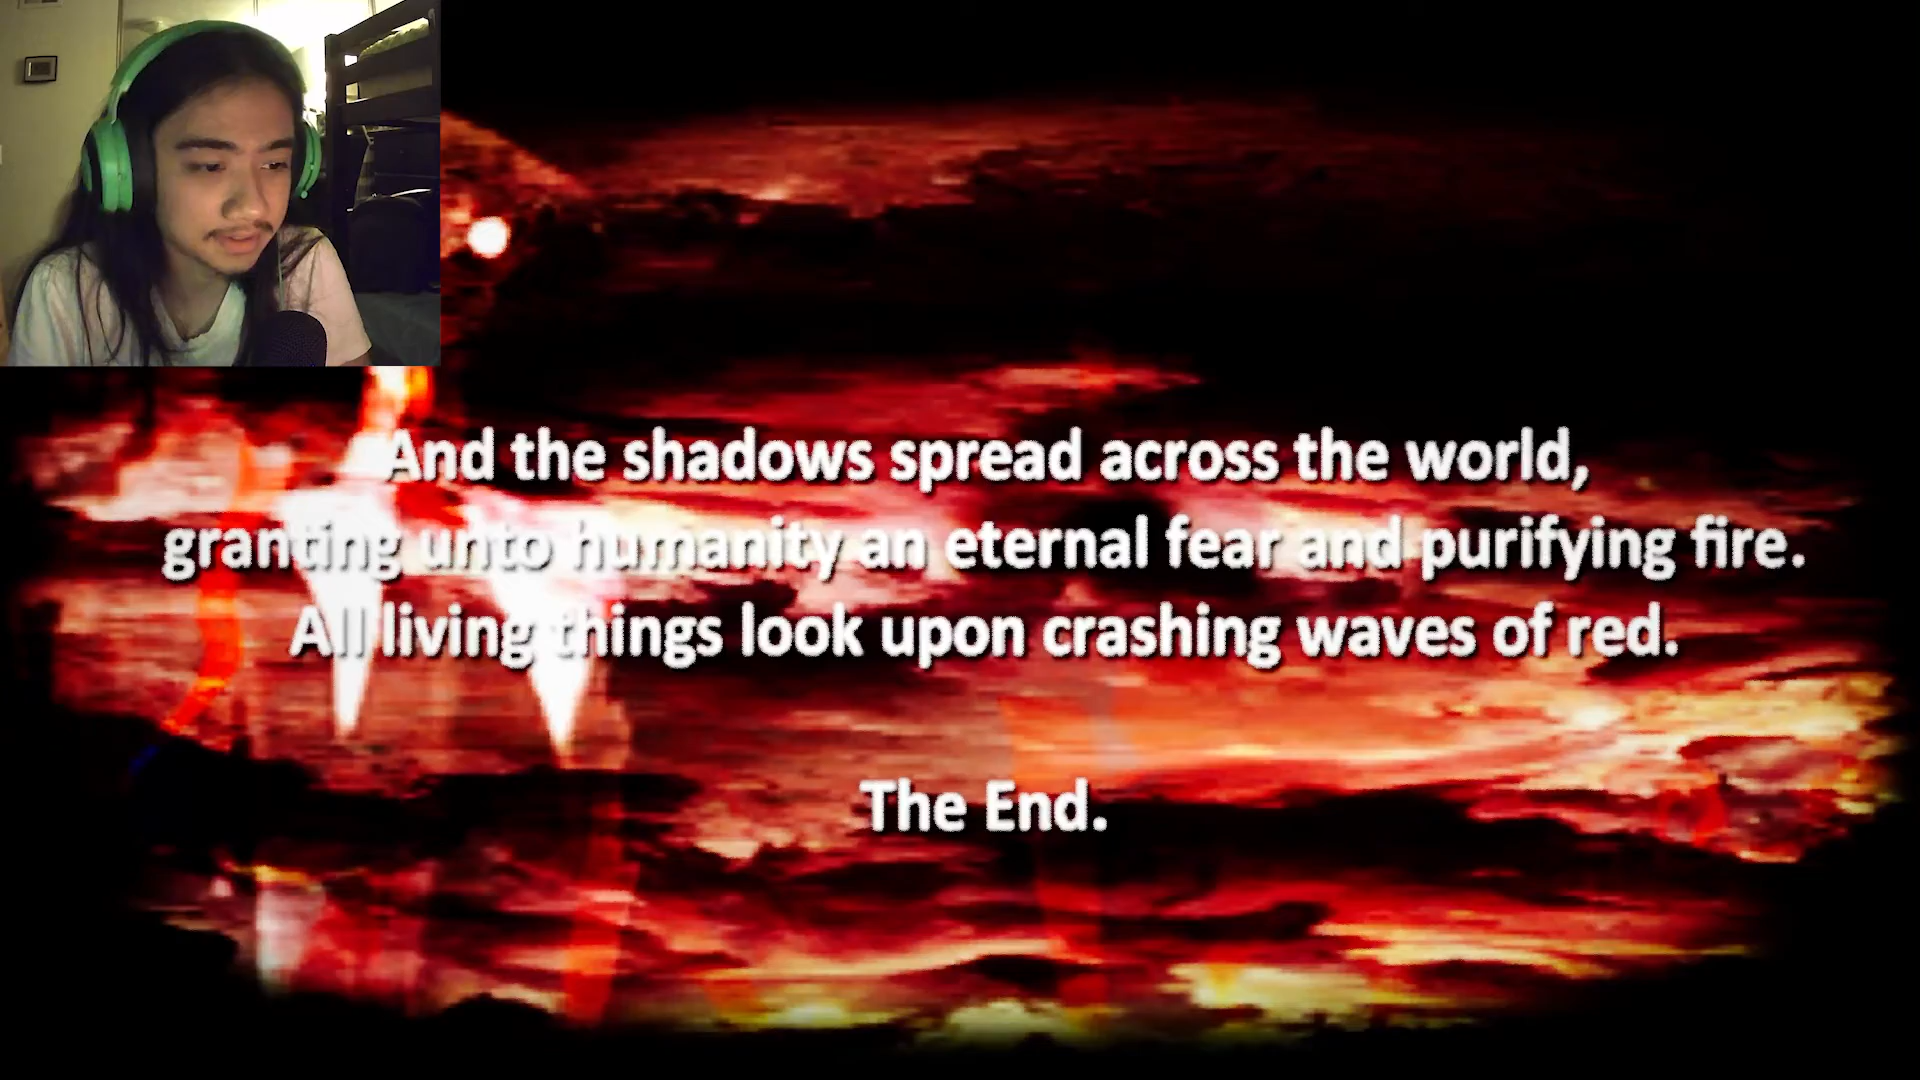 And the shadows spread across the world,
granting unto humanity an eternal fear and purifying fire.
All living things look upon crashing waves of red.
The End.